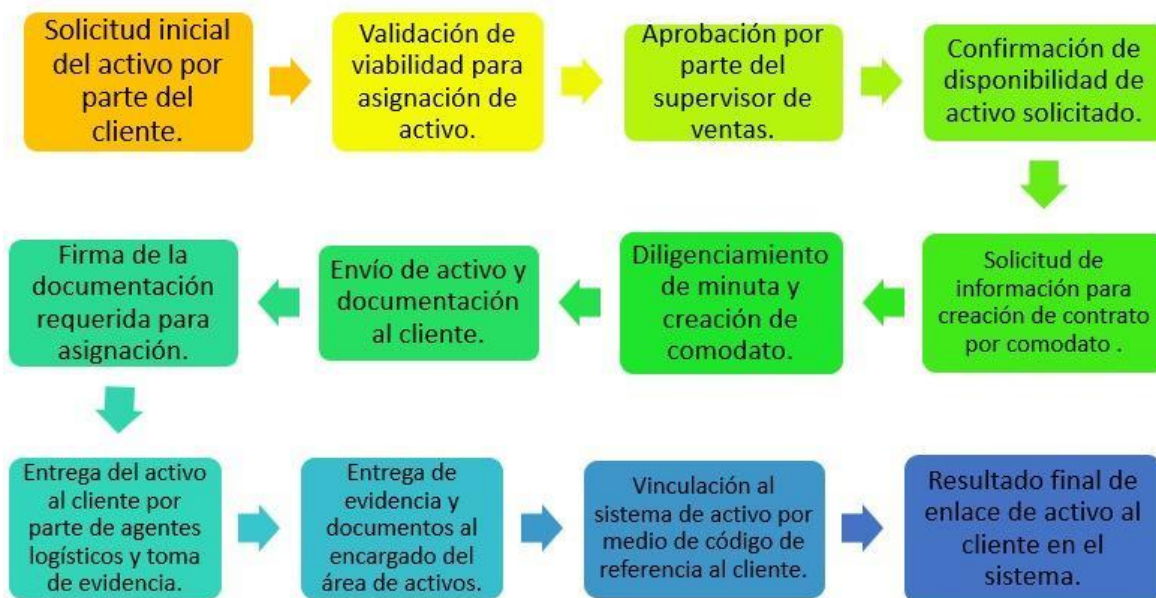 Solicitud inicial
del activo por
parte del
cliente.
Validación de
viabilidad para
asignación de
activo.
Aprobación por
parte del
supervisor de
ventas.
Confirmación de
disponibilidad de
activo solicitado.
Solicitud de
información para
creación de contrato
por comodato .
Diligenciamiento
de minuta y
creación de
comodato.
Envío de activo y
documentación
al cliente.
Firma de la
documentación
requerida para
asignación.
Entrega del activo
al cliente por
parte de agentes
logísticos y toma
de evidencia.
Entrega de
evidencia y
documentos al
encargado del
área de activos.
Vinculación al
sistema de activo por
medio de código de
referencia al cliente.
Resultado final de
enlace de activo al
cliente en el
sistema.